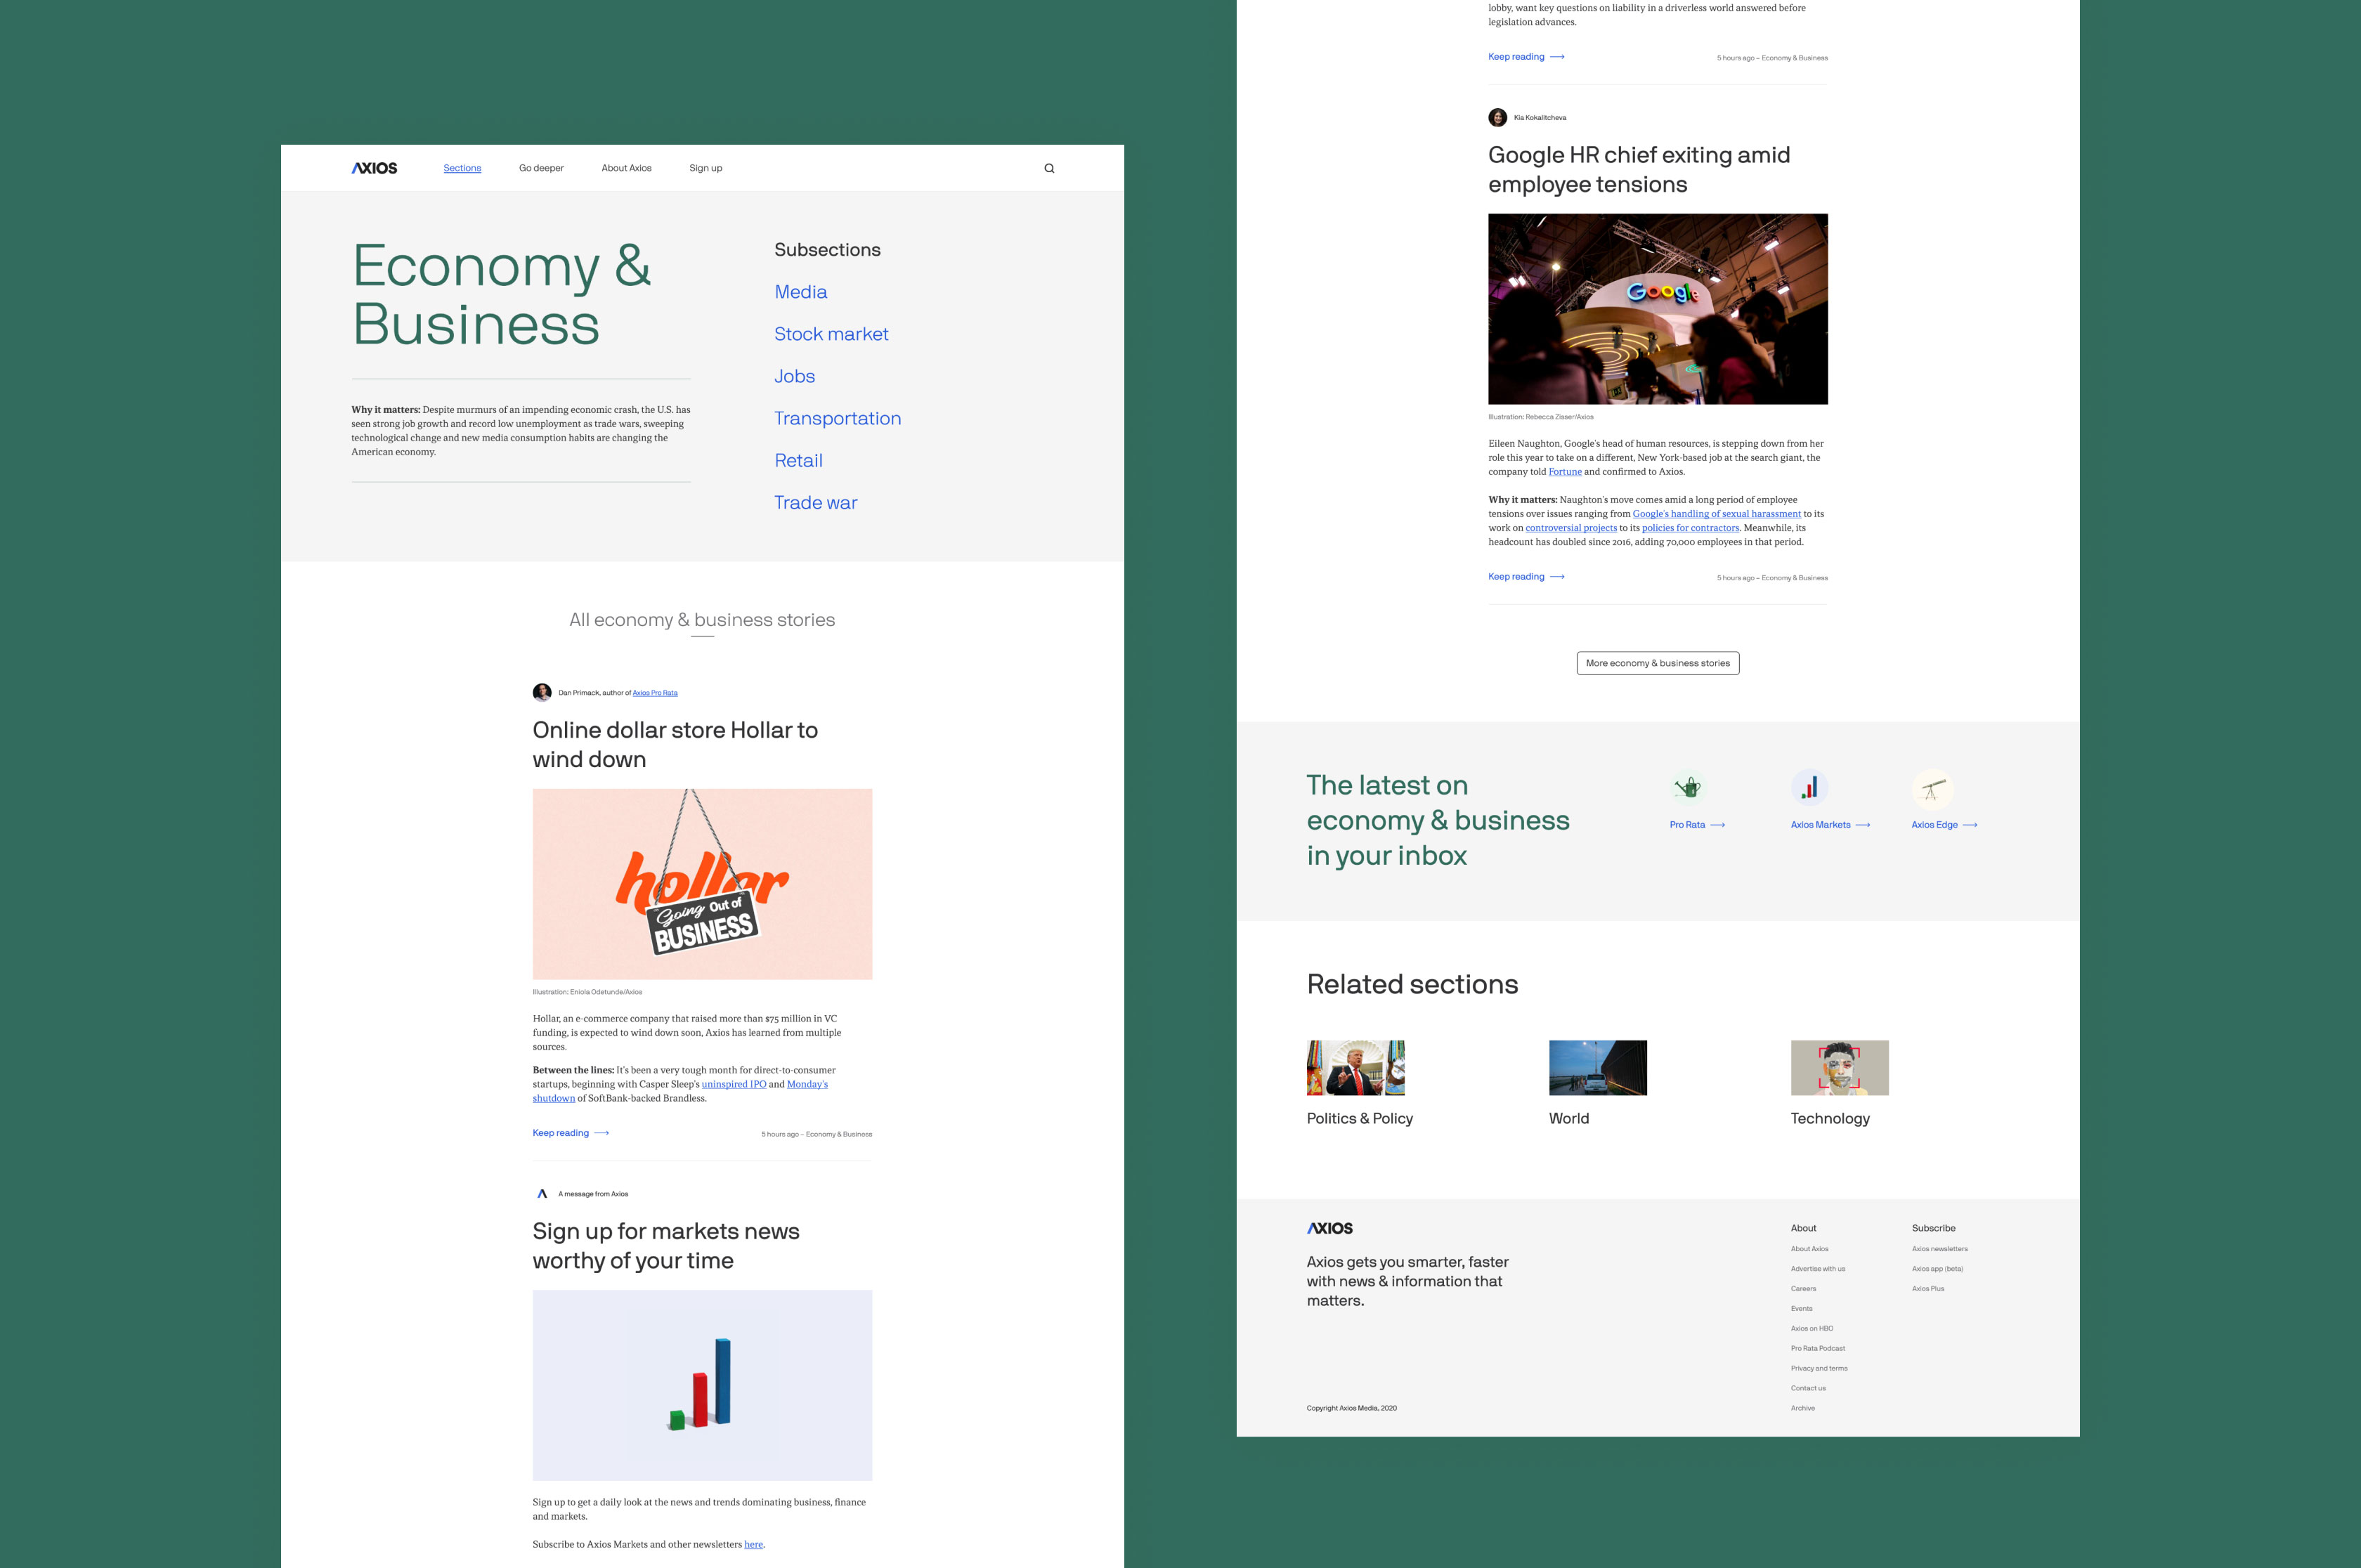 AXIOS
Sections
Go deeper
About Axios
Sign up
Economy &
Business
Why it matters: Despite murmurs of an impending economic crash, the U.S. has
seen strong job growth and record low unemployment as trade wars, sweeping
technological change and new media consumption habits are changing the
American economy.
Subsections
Media
Stock market
Jobs
Transportation
Retail
Trade war
All economy & business stories
Dan Primack, author of Axios Pro Rata
Online dollar store Hollar to
wind down
hollar
Going Out of
BUSINESS
Illustration: Eniola Odetunde/Axios
Hollar, an e-commerce company that raised more than $75 million in VC
funding, is expected to wind down soon, Axios has learned from multiple
sources.
Between the lines: It's been a very tough month for direct-to-consumer
startups, beginning with Casper Sleep's uninspired IPO and Monday's
shutdown of SoftBank-backed Brandless.
Keep reading
5 hours ago – Economy & Business
A message from Axios
Sign up for markets news
worthy of your time
Sign up to get a daily look at the news and trends dominating business, finance
and markets.
Subscribe to Axios Markets and other newsletters here.
lobby, want key questions on liability in a driverless world answered before
legislation advances.
Keep reading
5 hours ago – Economy & Business
Kia Kokalitcheva
Google HR chief exiting amid
employee tensions
Google
Illustration: Rebecca Zisser/Axios
Eileen Naughton, Google's head of human resources, is stepping down from her
role this year to take on a different, New York-based job at the search giant, the
company told Fortune and confirmed to Axios.
Why it matters: Naughton's move comes amid a long period of employee
tensions over issues ranging from Google's handling of sexual harassment to its
work on controversial projects to its policies for contractors. Meanwhile, its
headcount has doubled since 2016, adding 70,000 employees in that period.
Keep reading
5 hours ago – Economy & Business
More economy & business stories
The latest on
economy & business
in your inbox
Pro Rata
Axios Markets
Axios Edge
Related sections
Politics & Policy
World
Technology
AXIOS
Axios gets you smarter, faster
with news & information that
matters.
Copyright Axios Media, 2020
About
About Axios
Advertise with us
Careers
Events
Axios on HBO
Pro Rata Podcast
Privacy and terms
Contact us
Archive
Subscribe
Axios newsletters
Axios app (beta)
Axios Plus